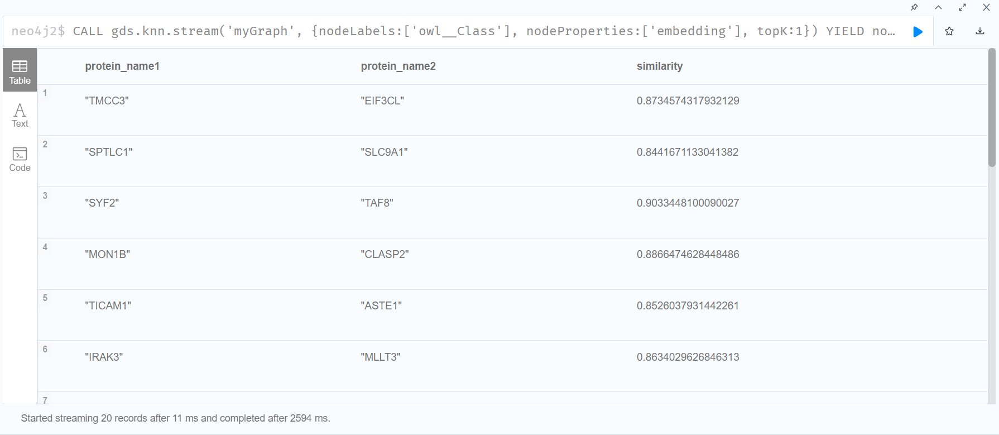 neo4j2$ CALL gds.knn.stream('myGraph', {nodeLabels:['owl__Class'], nodeProperties:['embedding'], topK:1}) YIELD no…
Table
Text
Code
protein_name1 protein_name2 similarity
1 "TMCC3" "EIF3CL" 0.8734574317932129
2 "SPTLC1" "SLC9A1" 0.8441671133041382
3 "SYF2" "TAF8" 0.9033448100090027
4 "MON1B" "CLASP2" 0.8866474628448486
5 "TICAM1" "ASTE1" 0.8526037931442261
6 "IRAK3" "MLLT3" 0.8634029626846313
7
Started streaming 20 records after 11 ms and completed after 2594 ms.